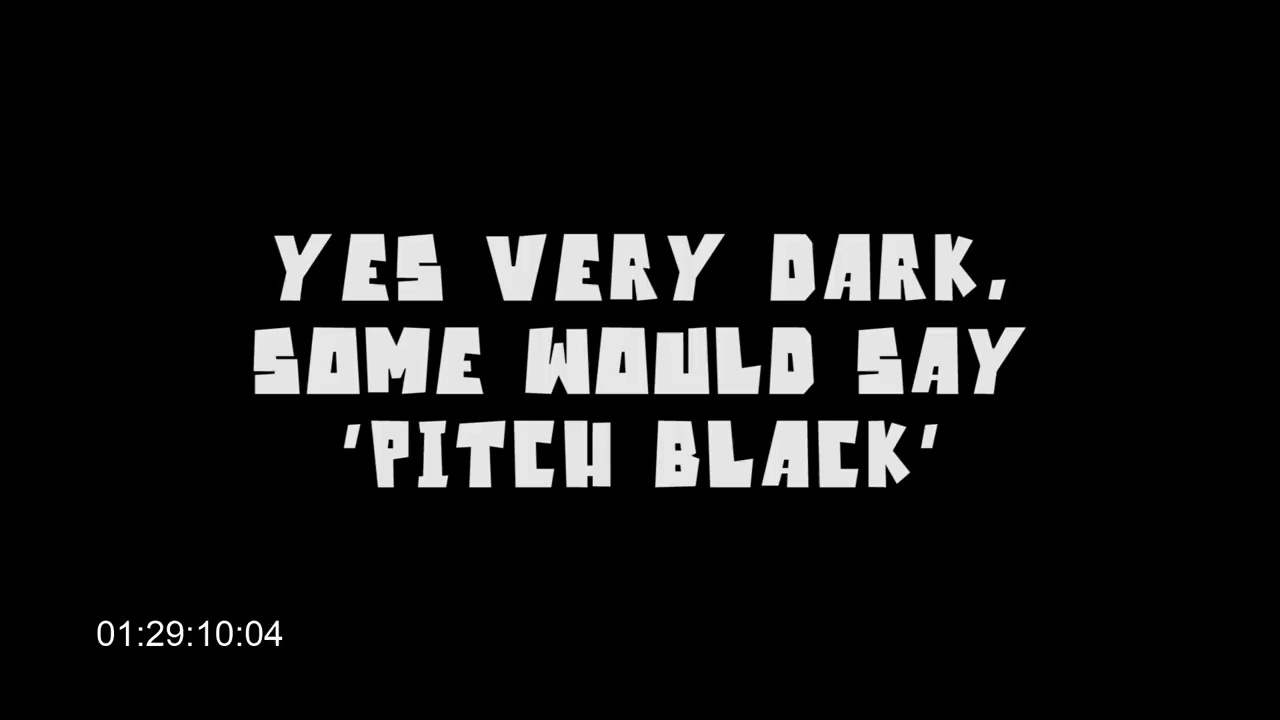 YES VERY DARK,
SOME WOULD SAY
'PITCH BLACK'
01:29:10:04